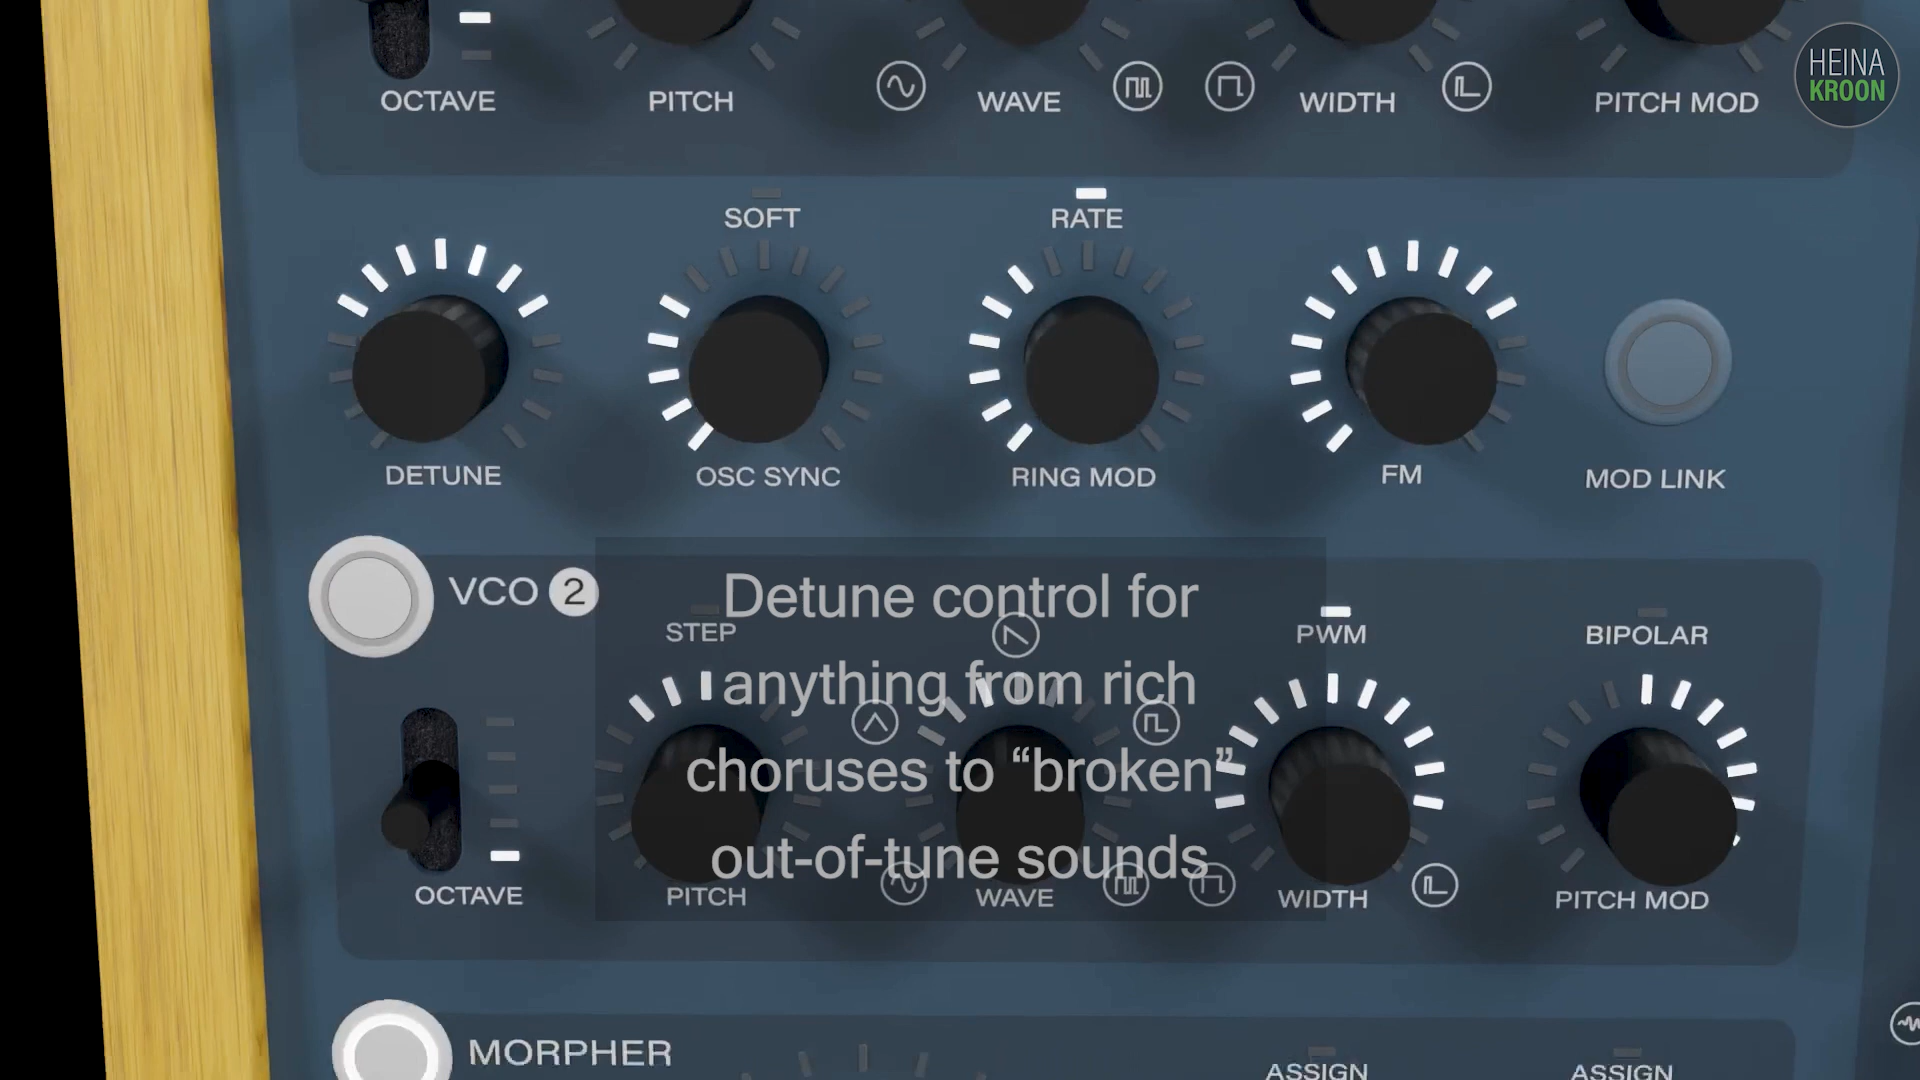 HEINA
KROON
OCTAVE
PITCH
WAVE
WIDTH
PITCH MOD
SOFT
RATE
DETUNE
OSC SYNC
RING MOD
FM
MOD LINK
VCO 2
STEP
PWM
BIPOLAR
Detune control for
anything from rich
choruses to “broken”
out-of-tune sounds
OCTAVE
PITCH
WAVE
WIDTH
PITCH MOD
MORPHER
ASSIGN
ASSIGN